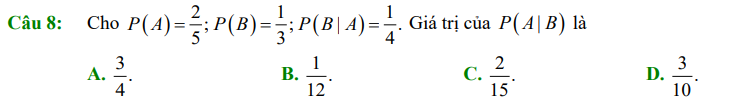 Câu 8: Cho P(A) = 2/5; P(B) = 1/3; P(B | A) = 1/4. Giá trị của P(A | B) là
A. 3/4. B. 1/12. C. 2/15. D. 3/10.